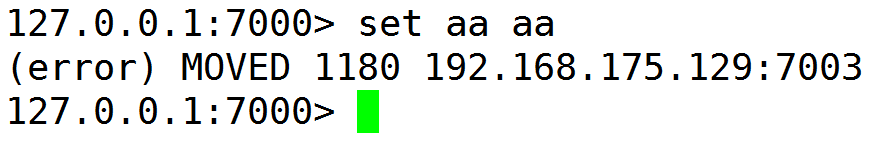 127.0.0.1:7000> set aa aa
(error) MOVED 1180 192.168.175.129:7003
127.0.0.1:7000>